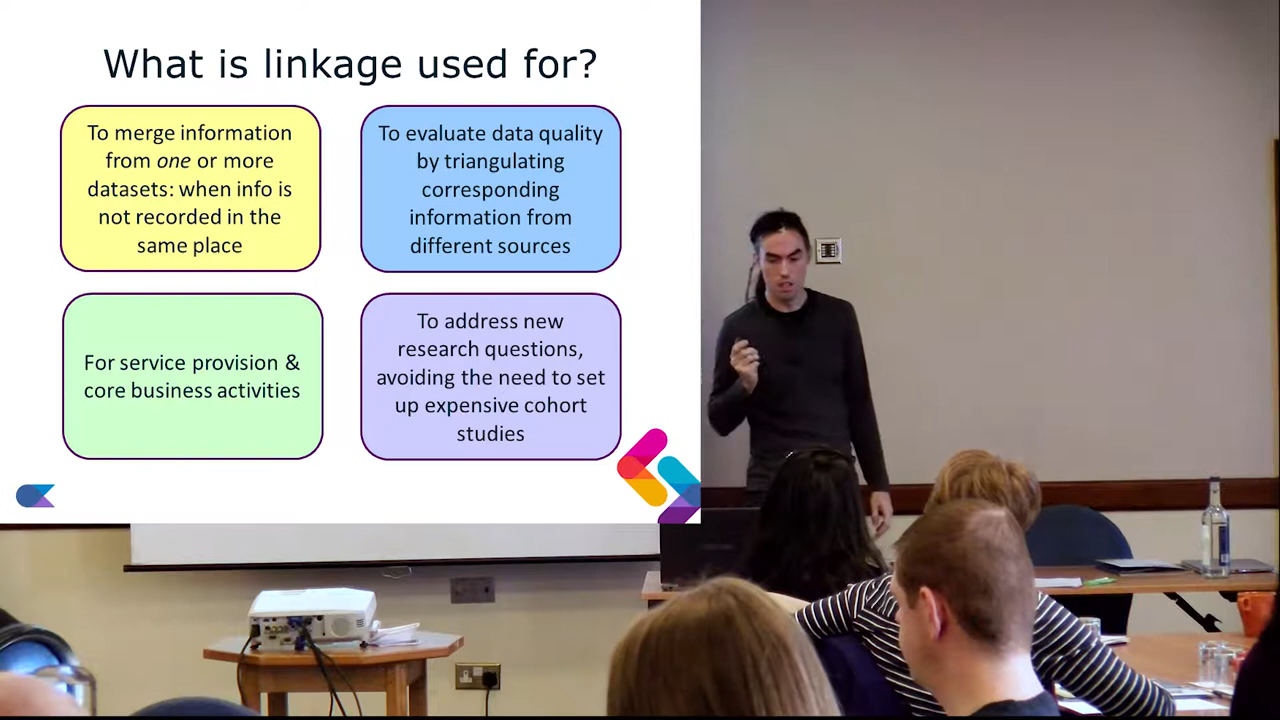 What is linkage used for?
To merge information
from one or more
datasets: when info is
not recorded in the
same place
To evaluate data quality
by triangulating
corresponding
information from
different sources
For service provision &
core business activities
To address new
research questions,
avoiding the need to set
up expensive cohort
studies